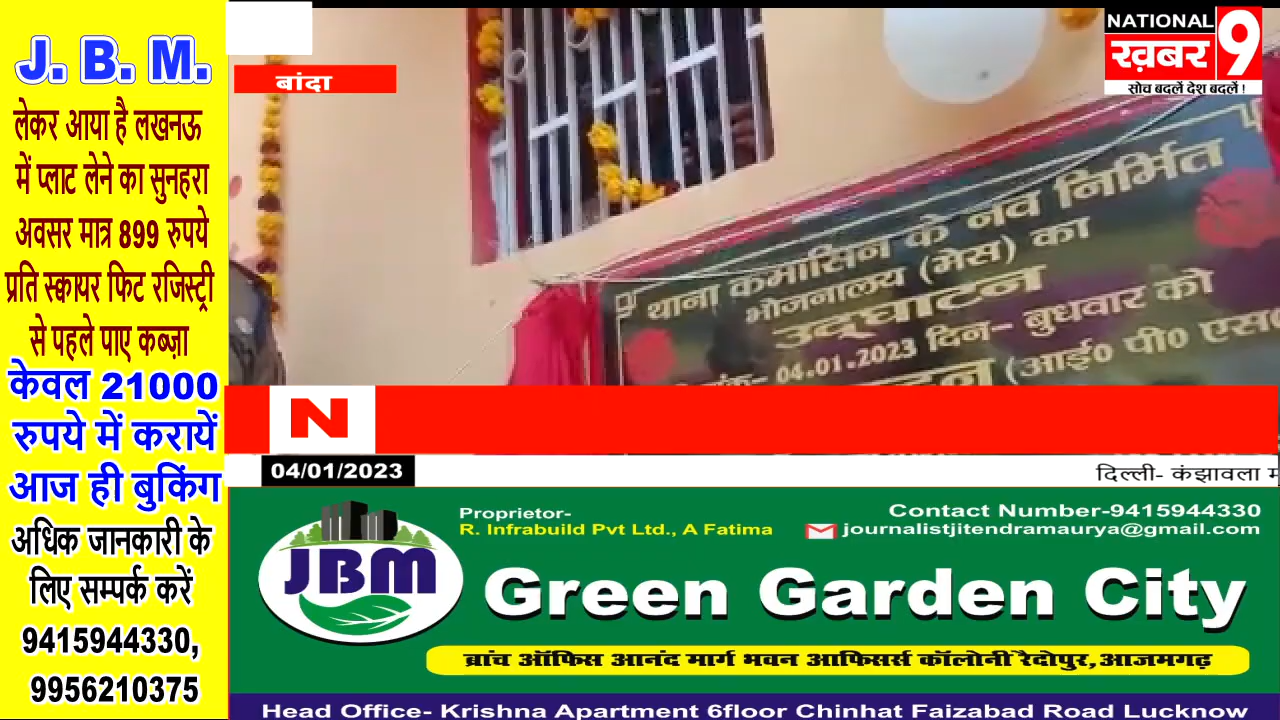 J. B. M.
लेकर आया है लखनऊ
में प्लाट लेने का सुनहरा
अवसर मात्र 899 रुपये
प्रति स्क्वायर फिट रजिस्ट्री
से पहले पाए कब्ज़ा
केवल 21000
रुपये में करायें
आज ही बुकिंग
अधिक जानकारी के
लिए सम्पर्क करें
9415944330,
9956210375
बांदा
NATIONAL
ख़बर 9
सोच बदलें देश बदलें !
थाना कमासिन के नव निर्मित
भोजनालय (मेस) का
उद्घाटन
04.01.2023 दिन- बुधवार को
(आई० पी० एस०
N
04/01/2023
दिल्ली- कंझावला
JBM
Proprietor-
R. Infrabuild Pvt Ltd., A Fatima
Contact Number-9415944330
journalistjitendramaurya@gmail.com
Green Garden City
ब्रांच ऑफिस आनंद मार्ग भवन आफिसर्स कॉलोनी रैदोपुर, आजमगढ़
Head Office- Krishna Apartment 6floor Chinhat Faizabad Road Lucknow